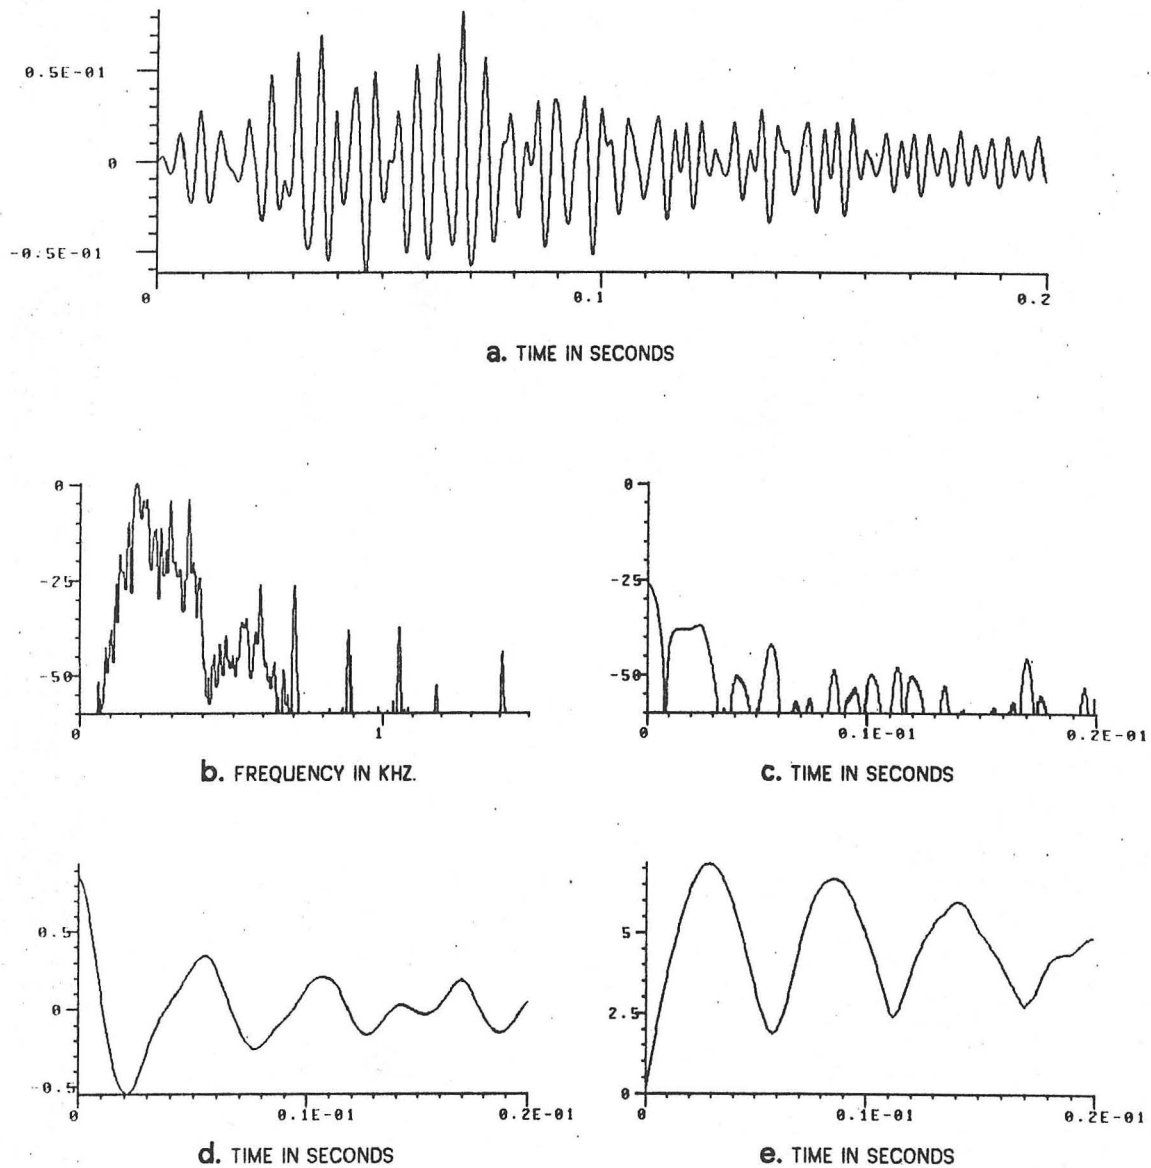 0.5E-01
0
-0.5E-01
0
0.1
0.2
a. TIME IN SECONDS
0
-25
-50
0
1
b. FREQUENCY IN KHZ.
0
-25
-50
0
0.1E-01
0.2E-01
c. TIME IN SECONDS
0.5
0
-0.5
0
0.1E-01
0.2E-01
d. TIME IN SECONDS
5
2.5
0
0
0.1E-01
0.2E-01
e. TIME IN SECONDS